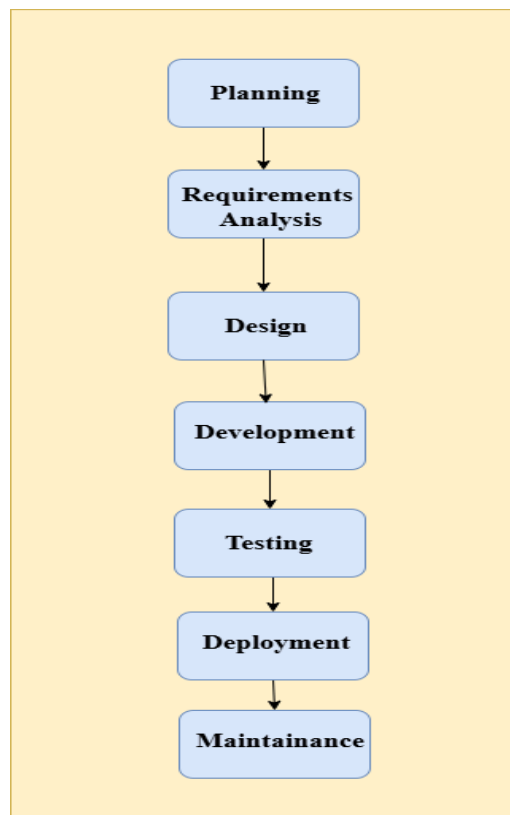 Planning
Requirements
Analysis
Design
Development
Testing
Deployment
Maintainance